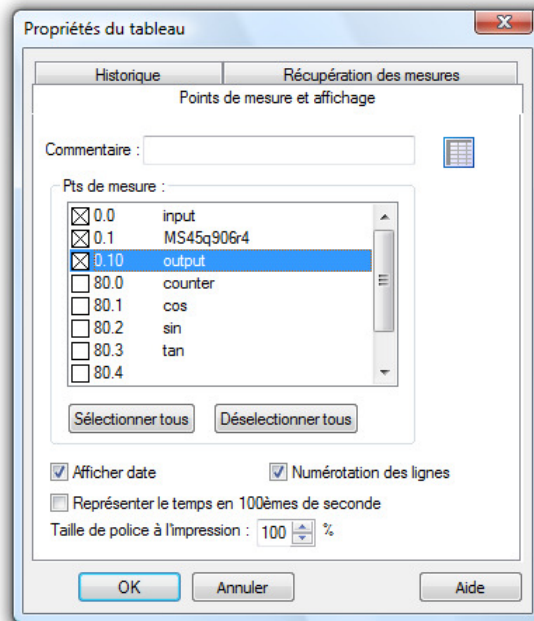 Propriétés du tableau
Historique
Récupération des mesures
Points de mesure et affichage
Commentaire :
Pts de mesure :
0.0 input
0.1 MS45q906r4
0.10 output
80.0 counter
80.1 cos
80.2 sin
80.3 tan
80.4
Sélectionner tous
Déselectionner tous
Afficher date
Numérotation des lignes
Représenter le temps en 100èmes de seconde
Taille de police à l'impression : 100 %
OK
Annuler
Aide